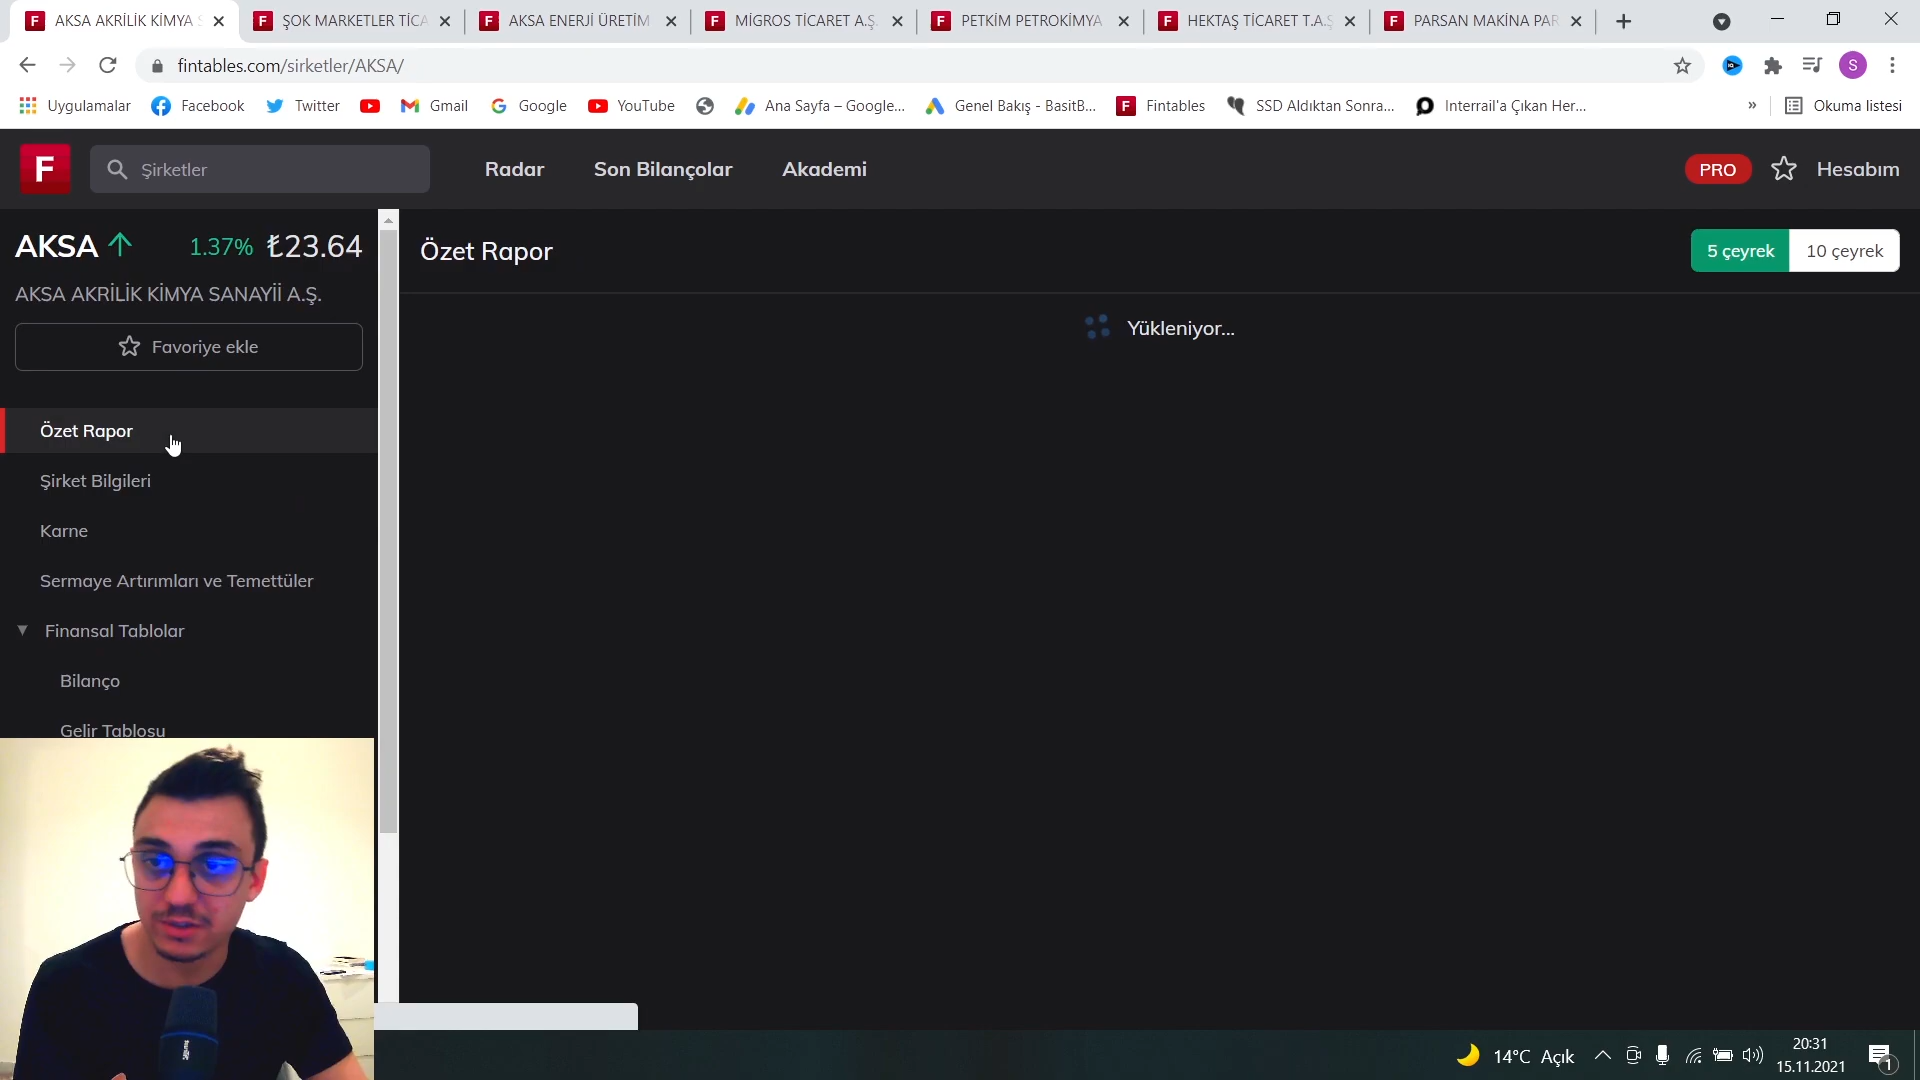 AKSA AKRİLİK KİMYA S
ŞOK MARKETLER TİCA
AKSA ENERJİ ÜRETİM
MİGROS TİCARET A.Ş.
PETKİM PETROKİMYA
HEKTAŞ TİCARET T.A.Ş
PARSAN MAKİNA PAR
fintables.com/sirketler/AKSA/
S
Uygulamalar
Facebook
Twitter
Gmail
Google
YouTube
Ana Sayfa – Google...
Genel Bakış - BasitB...
Fintables
SSD Aldıktan Sonra...
Interrail'a Çıkan Her...
»
Okuma listesi
F
Şirketler
Radar
Son Bilançolar
Akademi
PRO
Hesabım
AKSA
1.37%
₺23.64
AKSA AKRİLİK KİMYA SANAYİİ A.Ş.
Favoriye ekle
Özet Rapor
Şirket Bilgileri
Karne
Sermaye Artırımları ve Temettüler
Finansal Tablolar
Bilanço
Gelir Tablosu
Özet Rapor
5 çeyrek
10 çeyrek
Yükleniyor...
14°C Açık
20:31
15.11.2021
1